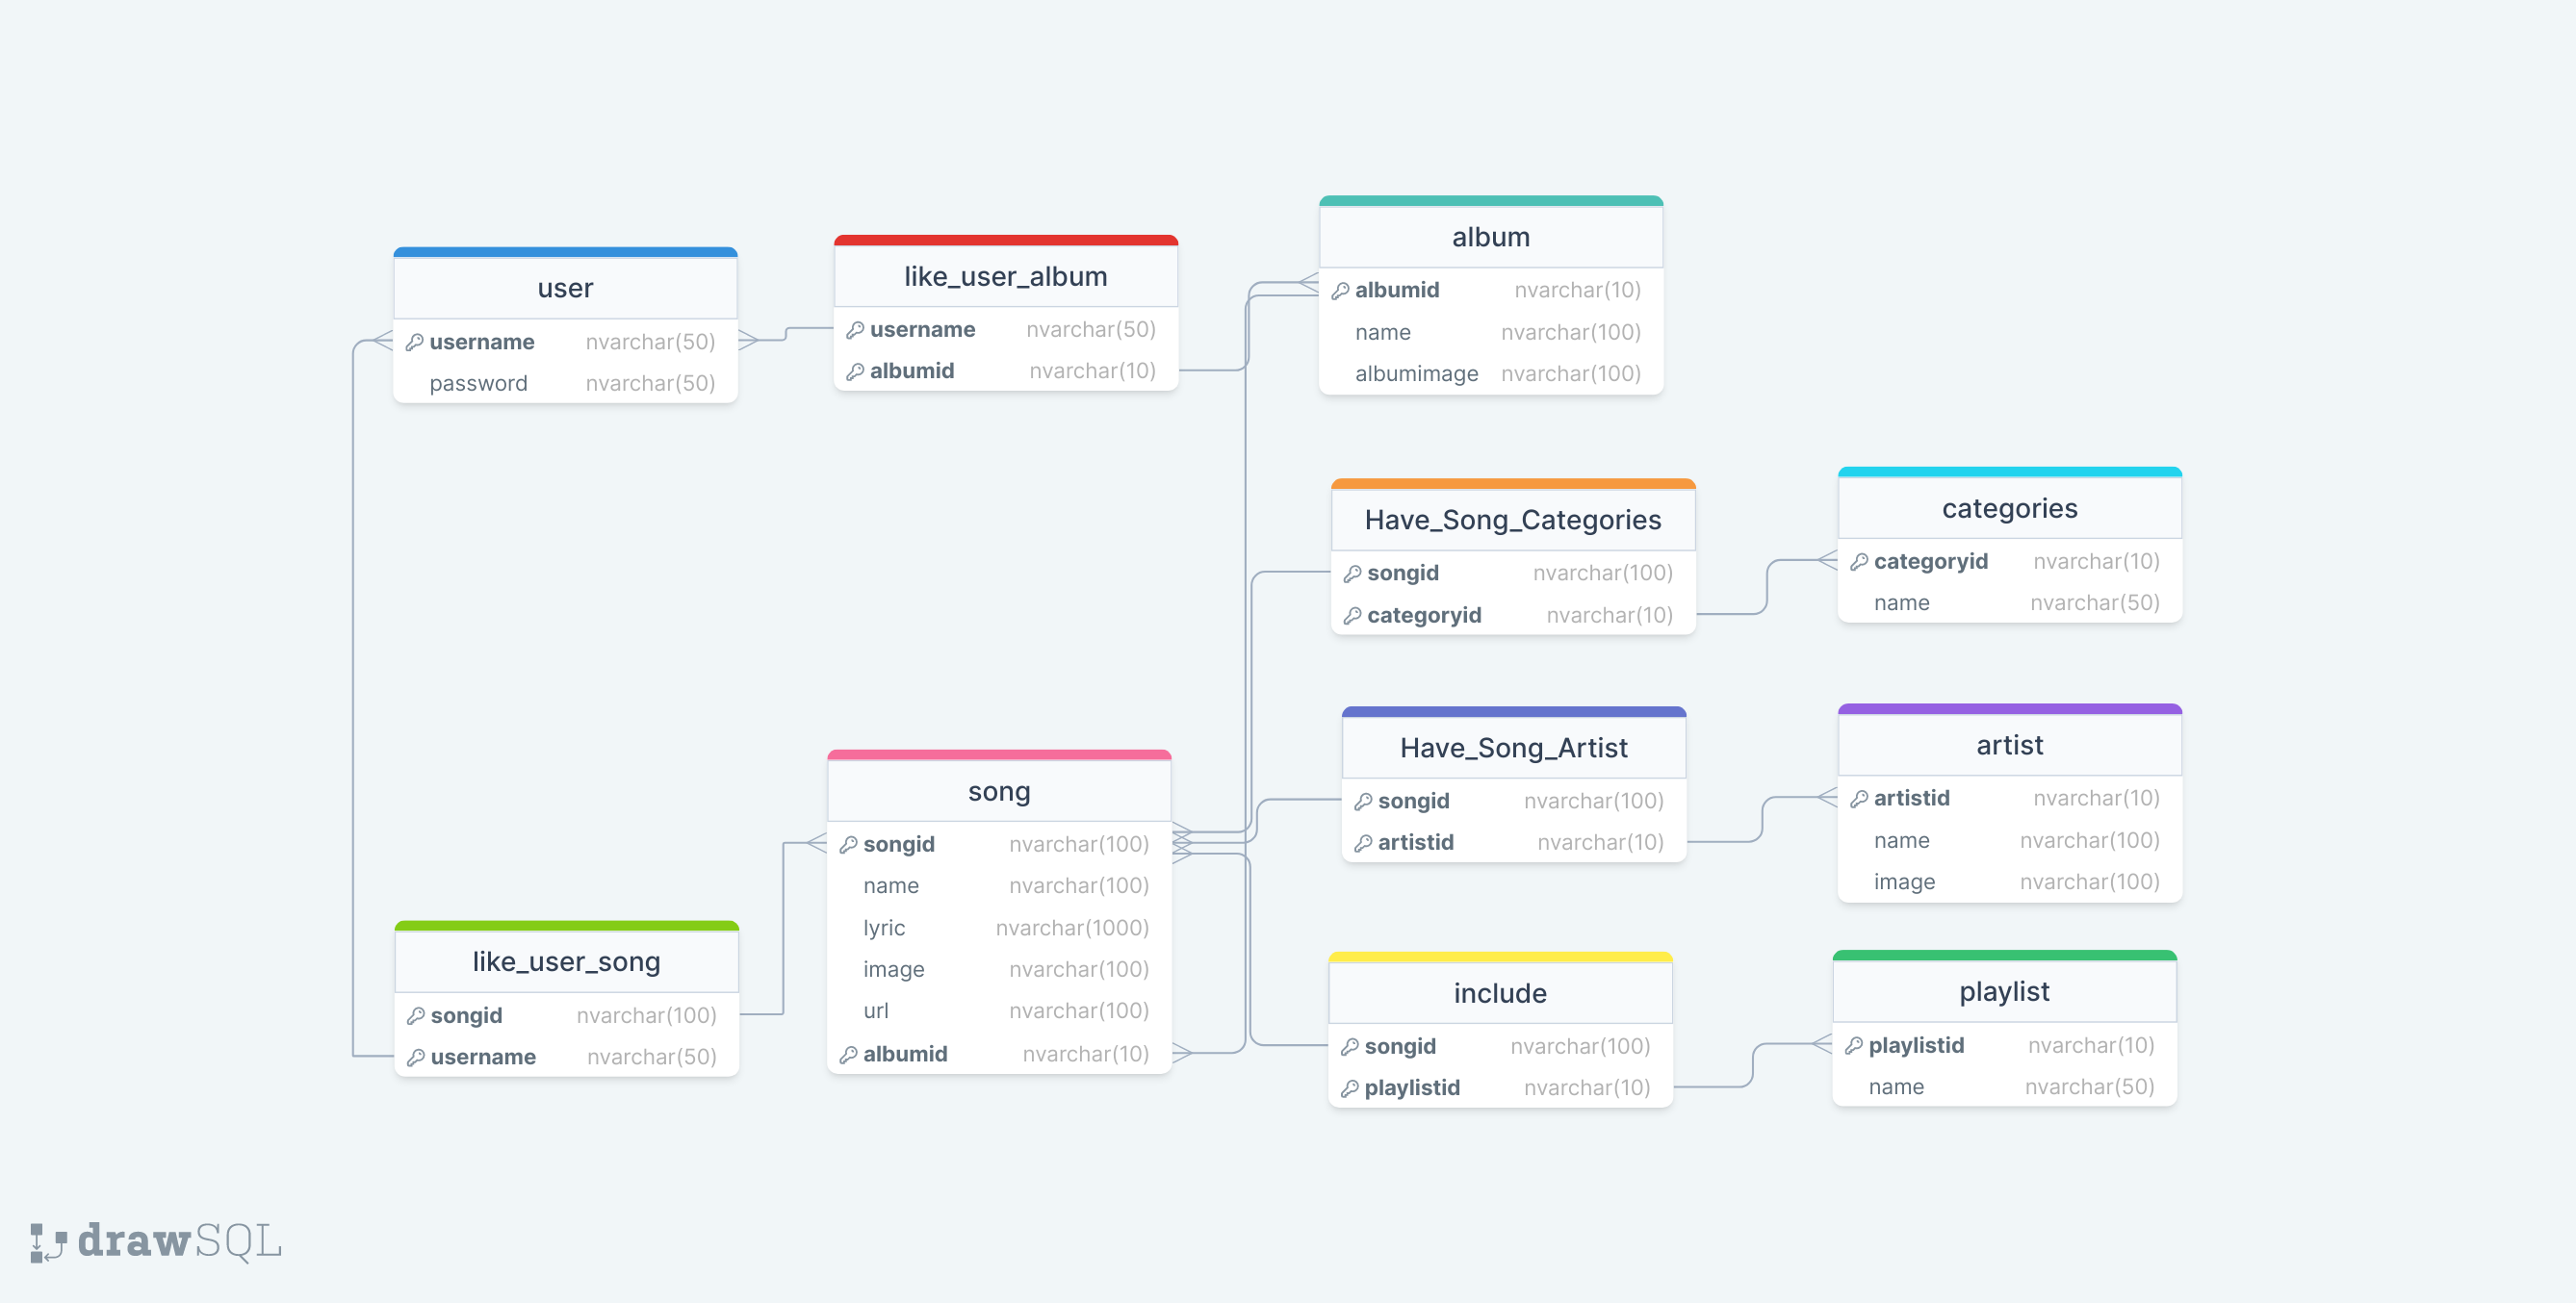 user
username nvarchar(50)
password nvarchar(50)
like_user_album
username nvarchar(50)
albumid nvarchar(10)
album
albumid nvarchar(10)
name nvarchar(100)
albumimage nvarchar(100)
Have_Song_Categories
songid nvarchar(100)
categoryid nvarchar(10)
categories
categoryid nvarchar(10)
name nvarchar(50)
Have_Song_Artist
songid nvarchar(100)
artistid nvarchar(10)
artist
artistid nvarchar(10)
name nvarchar(100)
image nvarchar(100)
song
songid nvarchar(100)
name nvarchar(100)
lyric nvarchar(1000)
image nvarchar(100)
url nvarchar(100)
albumid nvarchar(10)
like_user_song
songid nvarchar(100)
username nvarchar(50)
include
songid nvarchar(100)
playlistid nvarchar(10)
playlist
playlistid nvarchar(10)
name nvarchar(50)
drawSQL